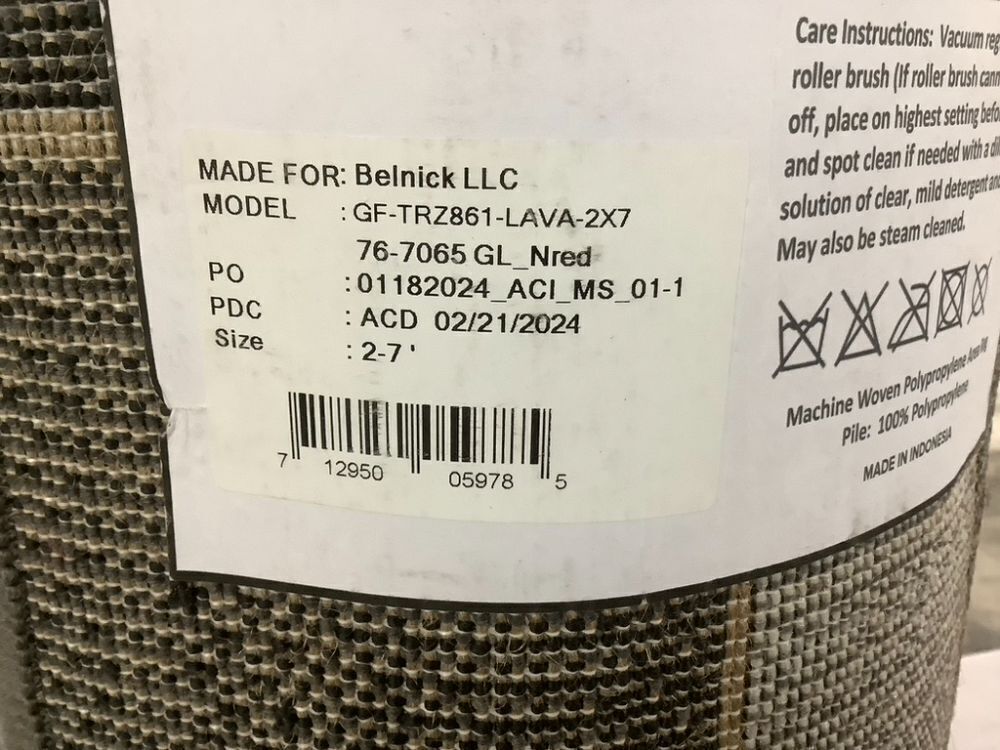 MADE FOR: Belnick LLC
MODEL : GF-TRZ861-LAVA-2X7
76-7065 GL_Nred
PO : 01182024_ACI_MS_01-1
PDC : ACD 02/21/2024
Size : 2-7 '
7 12950 05978 5
Care Instructions: Vacuum
roller brush (If roller brush
off, place on highest setting
and spot clean if needed with a
solution of clear, mild detergent
May also be steam cleaned.
Machine Woven Polypropylene Area
Pile: 100% Polypropylene
MADE IN INDONESIA